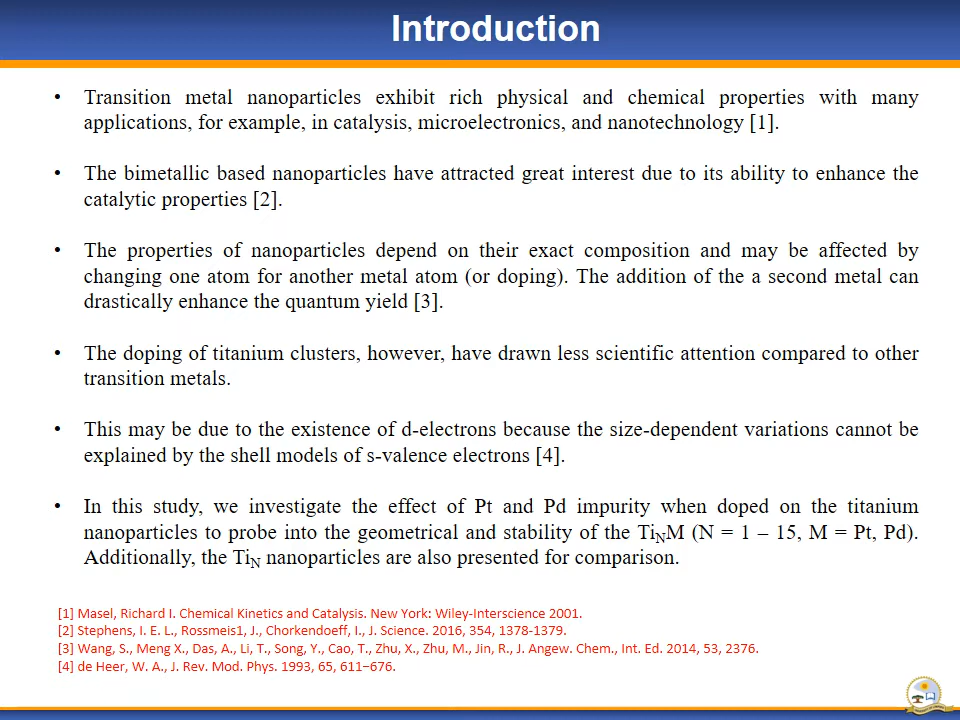 Introduction
• Transition metal nanoparticles exhibit rich physical and chemical properties with many
applications, for example, in catalysis, microelectronics, and nanotechnology [1].
• The bimetallic based nanoparticles have attracted great interest due to its ability to enhance the
catalytic properties [2].
• The properties of nanoparticles depend on their exact composition and may be affected by
changing one atom for another metal atom (or doping). The addition of the a second metal can
drastically enhance the quantum yield [3].
• The doping of titanium clusters, however, have drawn less scientific attention compared to other
transition metals.
• This may be due to the existence of d-electrons because the size-dependent variations cannot be
explained by the shell models of s-valence electrons [4].
• In this study, we investigate the effect of Pt and Pd impurity when doped on the titanium
nanoparticles to probe into the geometrical and stability of the TiNM (N = 1 – 15, M = Pt, Pd).
Additionally, the TiN nanoparticles are also presented for comparison.
[1] Masel, Richard I. Chemical Kinetics and Catalysis. New York: Wiley-Interscience 2001.
[2] Stephens, I. E. L., Rossmeis1, J., Chorkendoeff, I., J. Science. 2016, 354, 1378-1379.
[3] Wang, S., Meng X., Das, A., Li, T., Song, Y., Cao, T., Zhu, X., Zhu, M., Jin, R., J. Angew. Chem., Int. Ed. 2014, 53, 2376.
[4] de Heer, W. A., J. Rev. Mod. Phys. 1993, 65, 611−676.